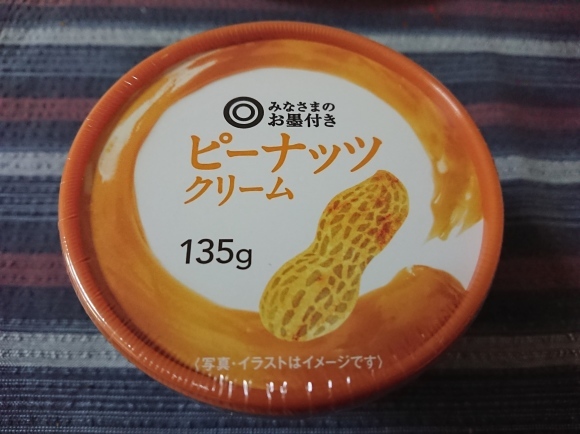 みなさまの
お墨付き
ピーナッツ
クリーム
135g
〈写真・イラストはイメージです〉